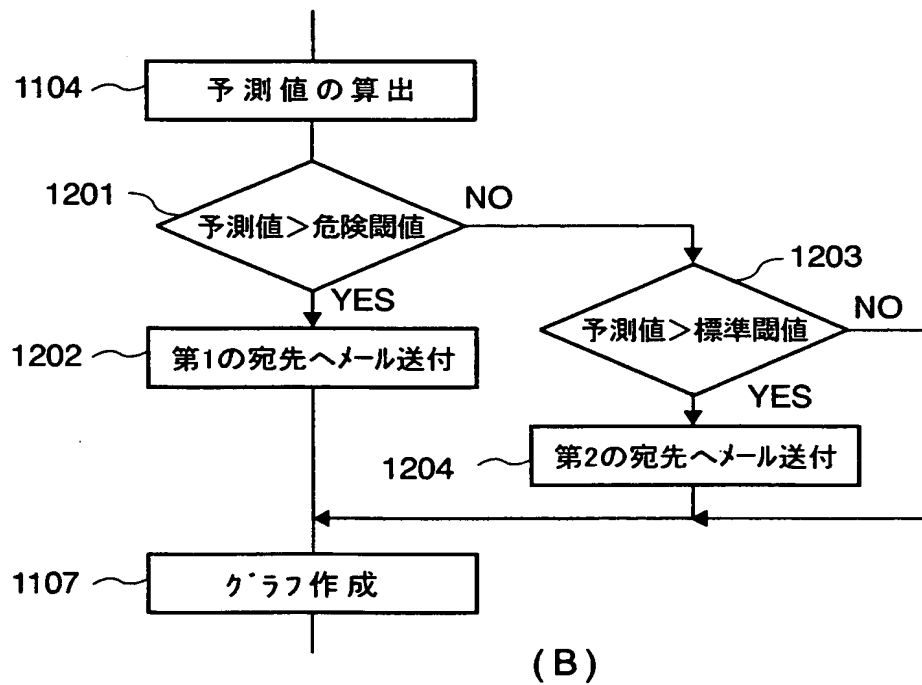 1104
予測値の算出
1201
予測値＞危険閾値
NO
YES
1203
予測値＞標準閾値
NO
YES
1202
第1の宛先へﾒｰﾙ送付
1204
第2の宛先へﾒｰﾙ送付
1107
ｸﾞﾗﾌ作成
(B)